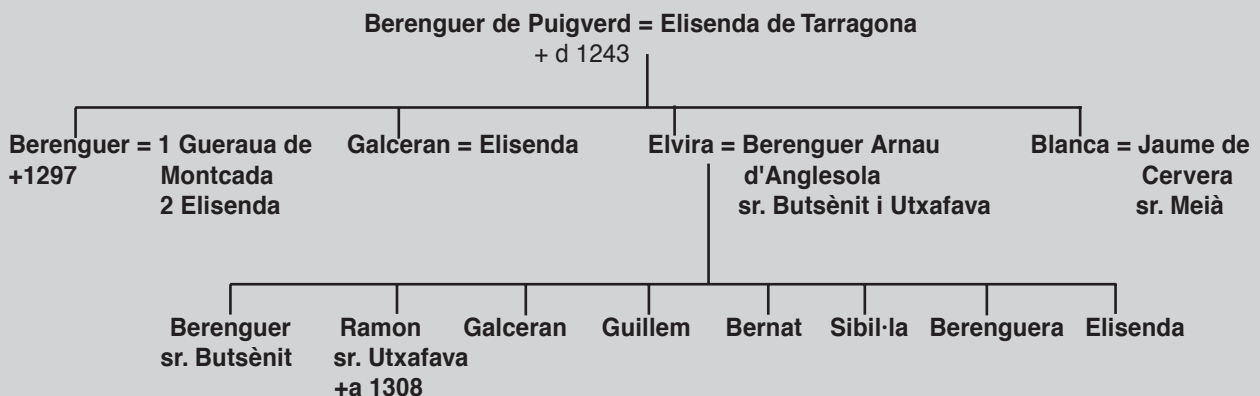 Berenguer de Puigverd = Elisenda de Tarragona
+ d 1243
Berenguer = 1 Gueraua de
+1297 Montcada
2 Elisenda
Galceran = Elisenda
Elvira = Berenguer Arnau
d'Anglesola
sr. Butsènit i Utxafava
Blanca = Jaume de
Cervera
sr. Meià
Berenguer
sr. Butsènit
Ramon
sr. Utxafava
+a 1308
Galceran
Guillem
Bernat
Sibil·la
Berenguera
Elisenda